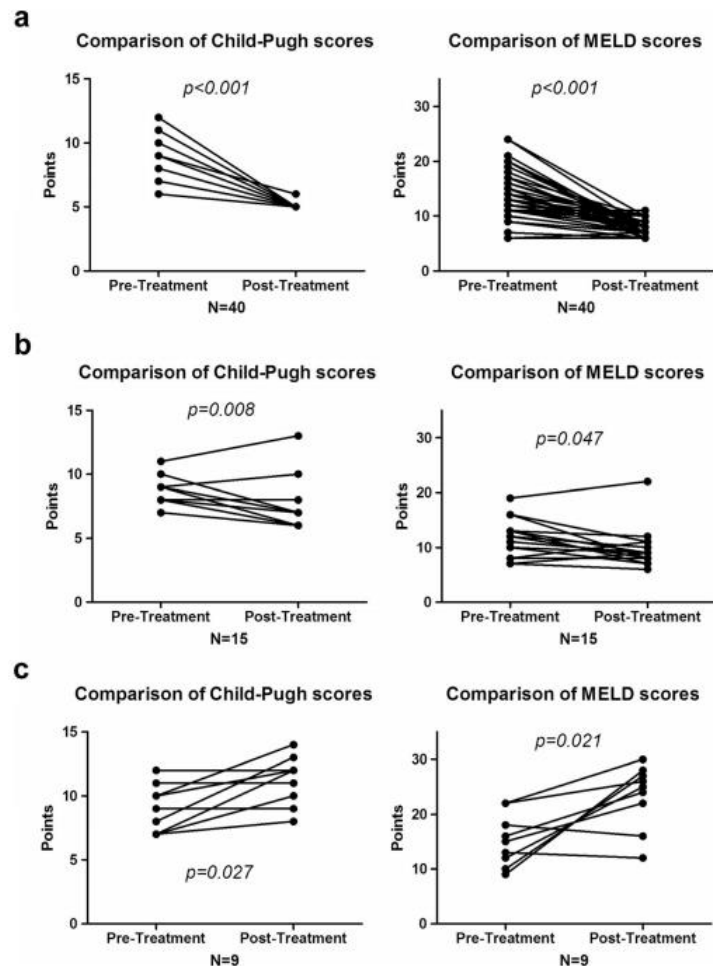 a
Comparison of Child-Pugh scores
Comparison of MELD scores
p<0.001
p<0.001
15
10
5
0
Points
30
20
10
0
Points
Pre-Treatment Post-Treatment
Pre-Treatment Post-Treatment
N=40
N=40
b
Comparison of Child-Pugh scores
Comparison of MELD scores
p=0.008
p=0.047
15
10
5
0
Points
30
20
10
0
Points
Pre-Treatment Post-Treatment
Pre-Treatment Post-Treatment
N=15
N=15
c
Comparison of Child-Pugh scores
Comparison of MELD scores
15
10
5
0
Points
p=0.027
p=0.021
30
20
10
0
Points
Pre-Treatment Post-Treatment
Pre-Treatment Post-Treatment
N=9
N=9